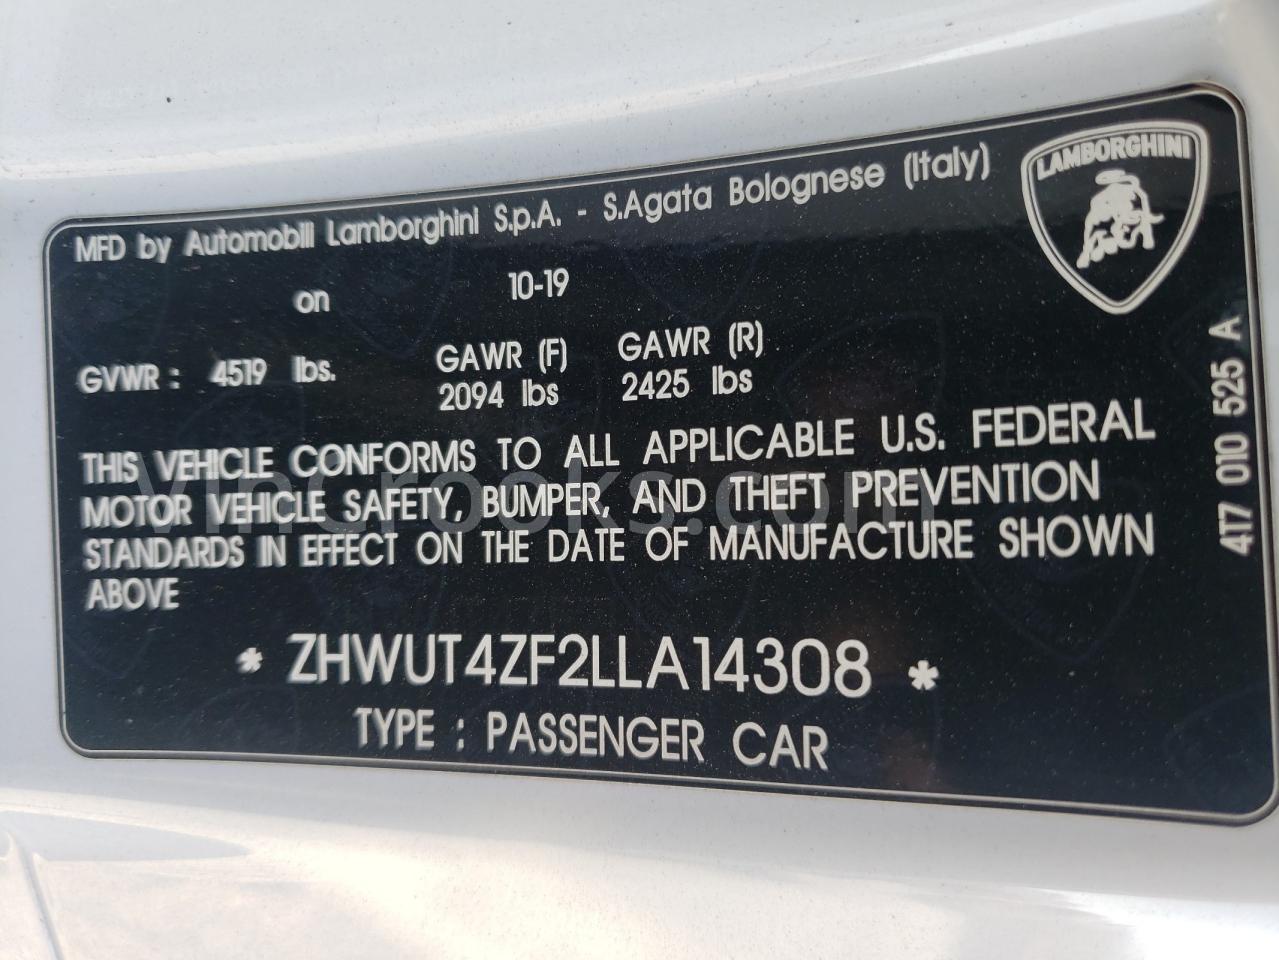 MFD by Automobili Lamborghini S.p.A. - S.Agata Bolognese (Italy)
LAMBORGHINI
on 10-19
GVWR : 4519 lbs. GAWR (F) GAWR (R)
2094 lbs 2425 lbs
THIS VEHICLE CONFORMS TO ALL APPLICABLE U.S. FEDERAL
MOTOR VEHICLE SAFETY, BUMPER, AND THEFT PREVENTION
STANDARDS IN EFFECT ON THE DATE OF MANUFACTURE SHOWN
ABOVE
* ZHWUT4ZF2LLA14308 *
TYPE : PASSENGER CAR
4T7 010 525 A
VinCrooks.com